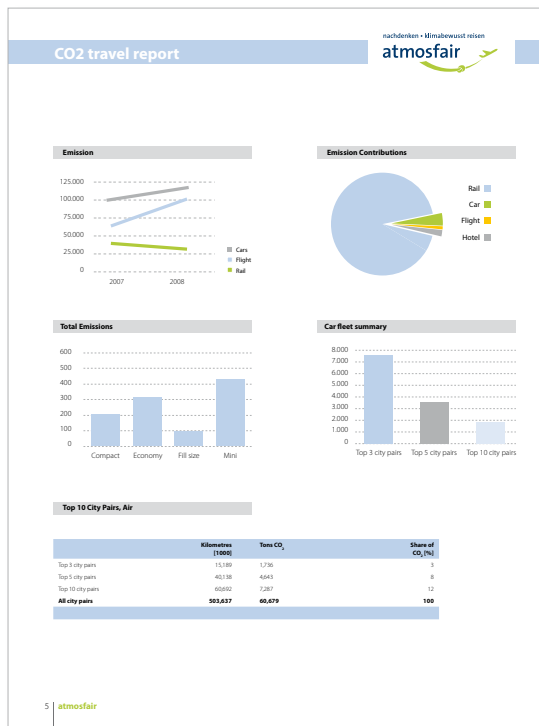 nachdenken • klimabewusst reisen
CO2 travel report
atmosfair
Emission
125.000
100.000
75.000
50.000
25.000
0
2007 2008
Cars
Flight
Rail
Emission Contributions
Rail
Car
Flight
Hotel
Total Emissions
600
500
400
300
200
100
0
Compact Economy Fill size Mini
Car fleet summary
8.000
7.000
6.000
5.000
4.000
3.000
2.000
1.000
0
Top 3 city pairs Top 5 city pairs Top 10 city pairs
Top 10 City Pairs, Air
Kilometres Tons CO2 Share of
[1000] CO2 [%]
Top 3 city pairs 15,189 1,736 3
Top 5 city pairs 40,138 4,643 8
Top 10 city pairs 60,692 7,287 12
All city pairs 503,637 60,679 100
5 atmosfair